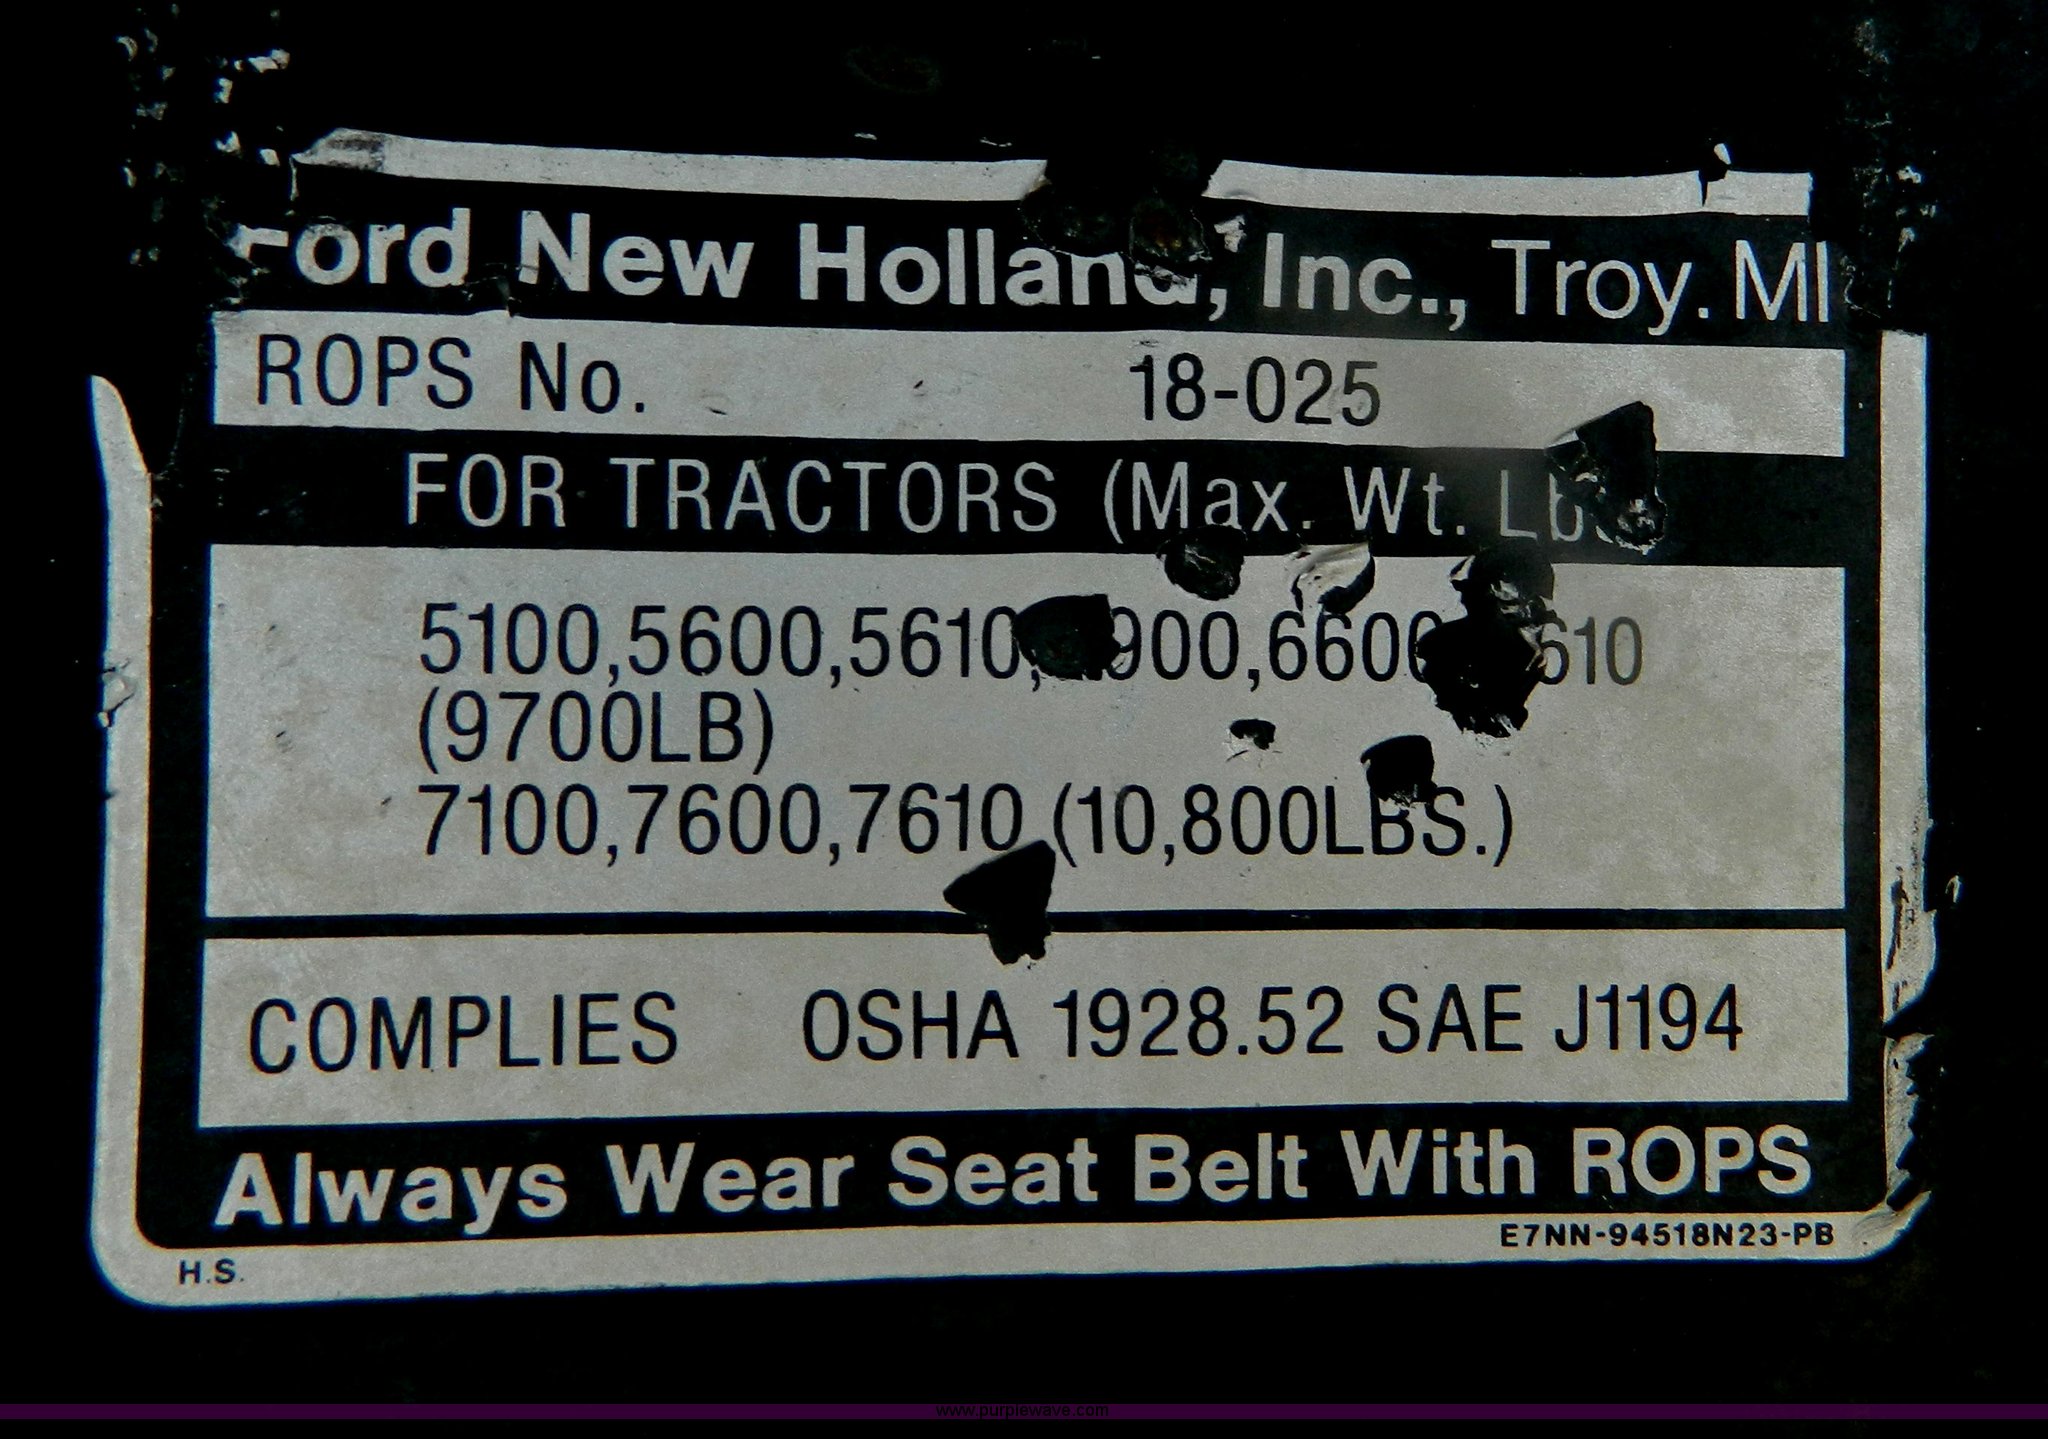 Ford New Holland, Inc., Troy. MI
ROPS No. 18-025
FOR TRACTORS (Max. Wt.
5100,5600,5610, 6600
(9700LB)
7100,7600,7610 (10,800LBS.)
COMPLIES OSHA 1928.52 SAE J1194
Always Wear Seat Belt With ROPS
E7NN-94518N23-PB
H.S.
www.purplewave.com